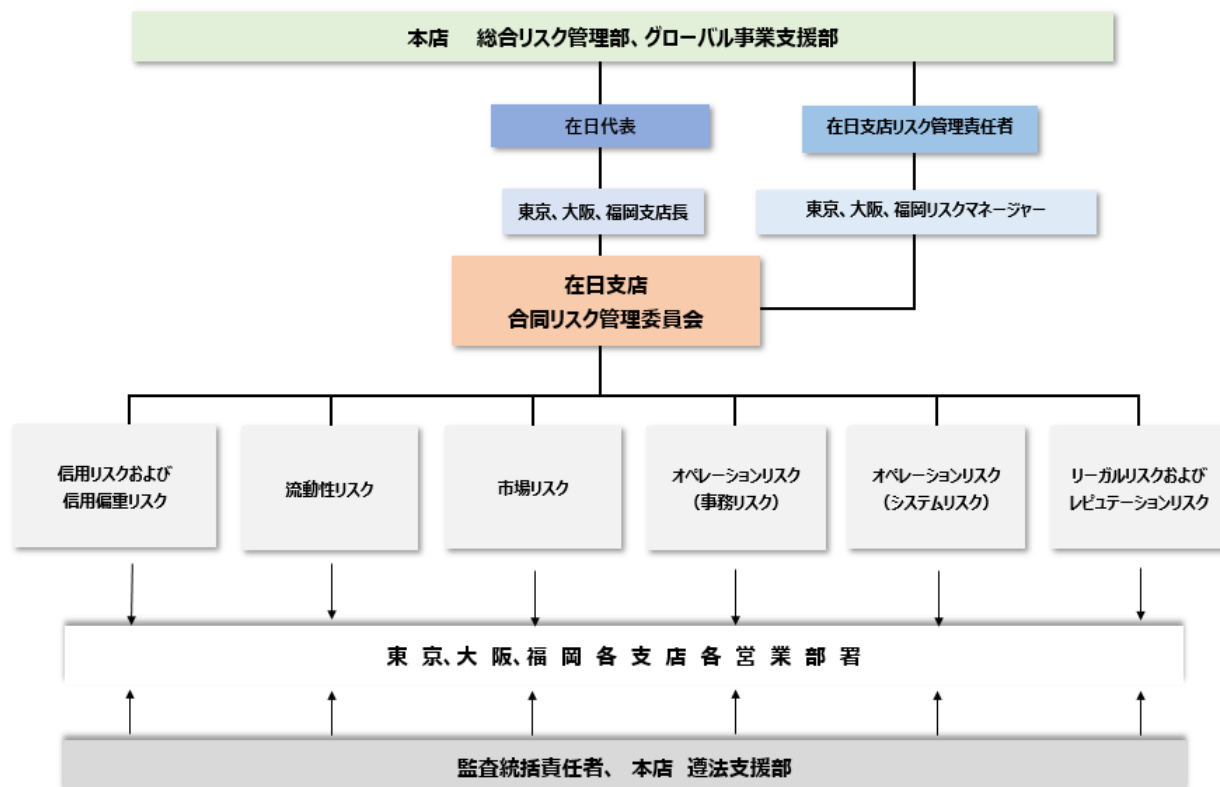 本店 総合リスク管理部、グローバル事業支援部
在日代表
在日支店リスク管理責任者
東京、大阪、福岡支店長
東京、大阪、福岡リスクマネージャー
在日支店
合同リスク管理委員会
信用リスクおよび
信用偏重リスク
流動性リスク
市場リスク
オペレーションリスク
(事務リスク)
オペレーションリスク
(システムリスク)
リーガルリスクおよび
レピュテーションリスク
東 京、大 阪、福 岡 各 支 店 各 営 業 部 署
監査統括責任者、 本店 遵法支援部